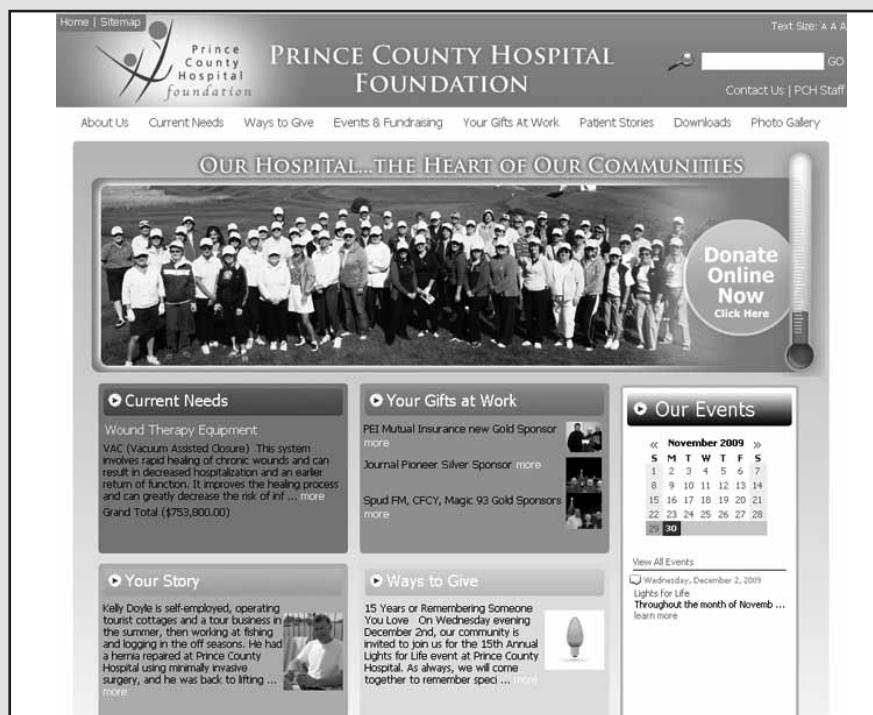 Home | Sitemap
Text Size: A A A
Prince
County
Hospital
foundation
PRINCE COUNTY HOSPITAL
FOUNDATION
GO
Contact Us | PCH Staff
About Us Current Needs Ways to Give Events & Fundraising Your Gifts At Work Patient Stories Downloads Photo Gallery
OUR HOSPITAL...THE HEART OF OUR COMMUNITIES
Donate
Online
Now
Click Here
Current Needs
Wound Therapy Equipment
VAC (Vacuum Assisted Closure) This system
involves rapid healing of chronic wounds and can
result in decreased hospitalization and an earlier
return of function. It improves the healing process
and can greatly decrease the risk of inf ... more
Grand Total ($753,800.00)
Your Gifts at Work
PEI Mutual Insurance new Gold Sponsor
more
Journal Pioneer Silver Sponsor more
Spud FM, CFCY, Magic 93 Gold Sponsors
more
Our Events
« November 2009 »
S M T W T F S
1 2 3 4 5 6 7
8 9 10 11 12 13 14
15 16 17 18 19 20 21
22 23 24 25 26 27 28
29 30
View All Events
Wednesday, December 2, 2009
Lights for Life
Throughout the month of Novemb ...
learn more
Your Story
Kelly Doyle is self-employed, operating
tourist cottages and a tour business in
the summer, then working at fishing
and logging in the off seasons. He had
a hernia repaired at Prince County
Hospital using minimally invasive
surgery, and he was back to lifting ...
more
Ways to Give
15 Years or Remembering Someone
You Love On Wednesday evening
December 2nd, our community is
invited to join us for the 15th Annual
Lights for Life event at Prince County
Hospital. As always, we will come
together to remember speci ... more